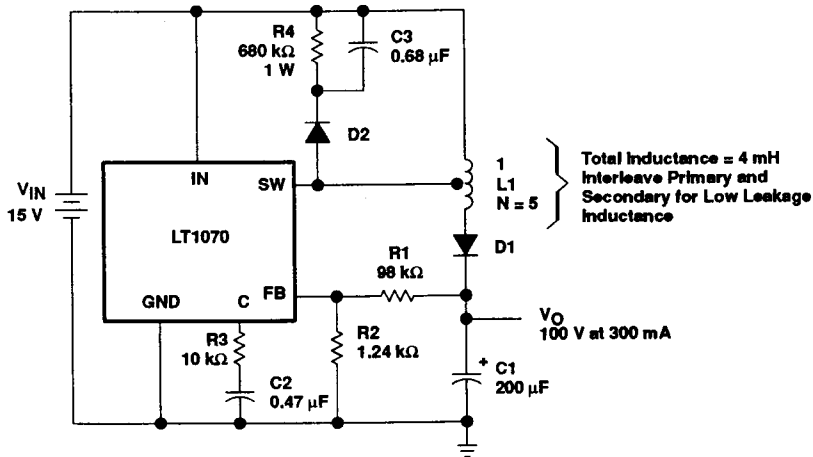 R4
680 kΩ
1 W
C3
0.68 µF
D2
IN
SW
1
L1
N = 5
Total Inductance = 4 mH
Interleave Primary and
Secondary for Low Leakage
Inductance
VIN
15 V
LT1070
D1
R1
98 kΩ
GND
C
FB
VO
100 V at 300 mA
R3
10 kΩ
R2
1.24 kΩ
+
C1
200 µF
C2
0.47 µF